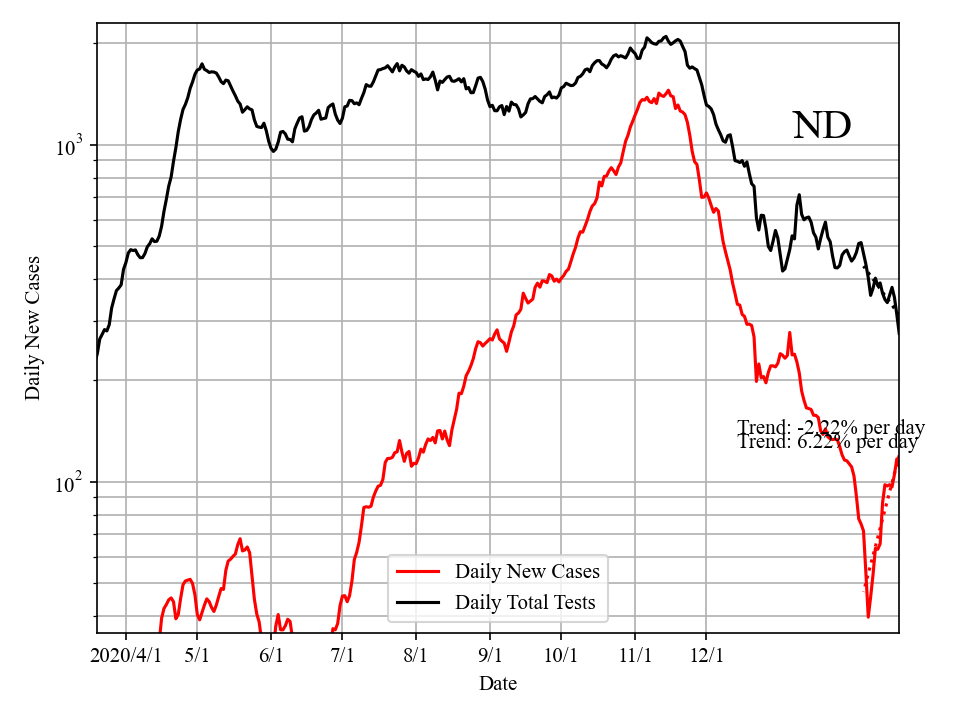 ND
10^3
10^2
Daily New Cases
Trend: -2.22% per day
Trend: 6.22% per day
Daily New Cases
Daily Total Tests
2020/4/1 5/1 6/1 7/1 8/1 9/1 10/1 11/1 12/1
Date